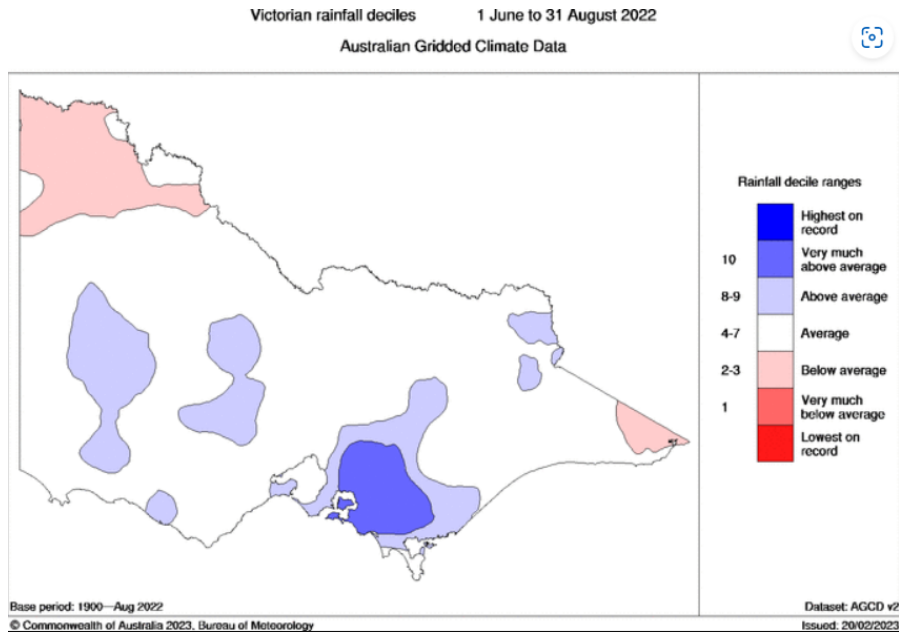 Victorian rainfall deciles 1 June to 31 August 2022
Australian Gridded Climate Data
Rainfall decile ranges
Highest on
record
10 Very much
above average
8-9 Above average
4-7 Average
2-3 Below average
1 Very much
below average
Lowest on
record
Base period: 1900—Aug 2022 Dataset: AGCD v2
© Commonwealth of Australia 2023, Bureau of Meteorology Issued: 20/02/2023